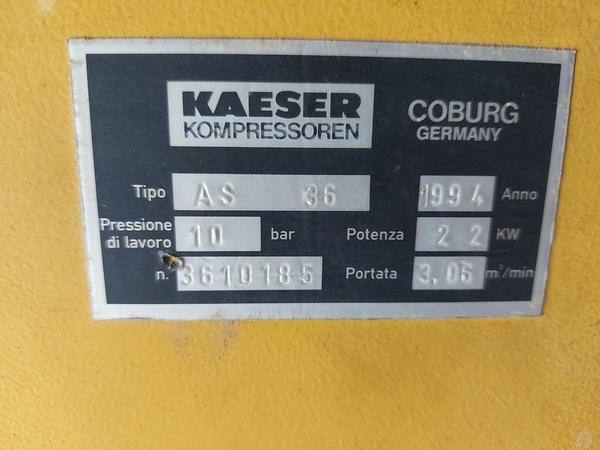 KAESER
KOMPRESSOREN
COBURG
GERMANY
Tipo AS 36 1994 Anno
Pressione di lavoro 10 bar Potenza 22 KW
n. 3610185 Portata 3.06 m³/min